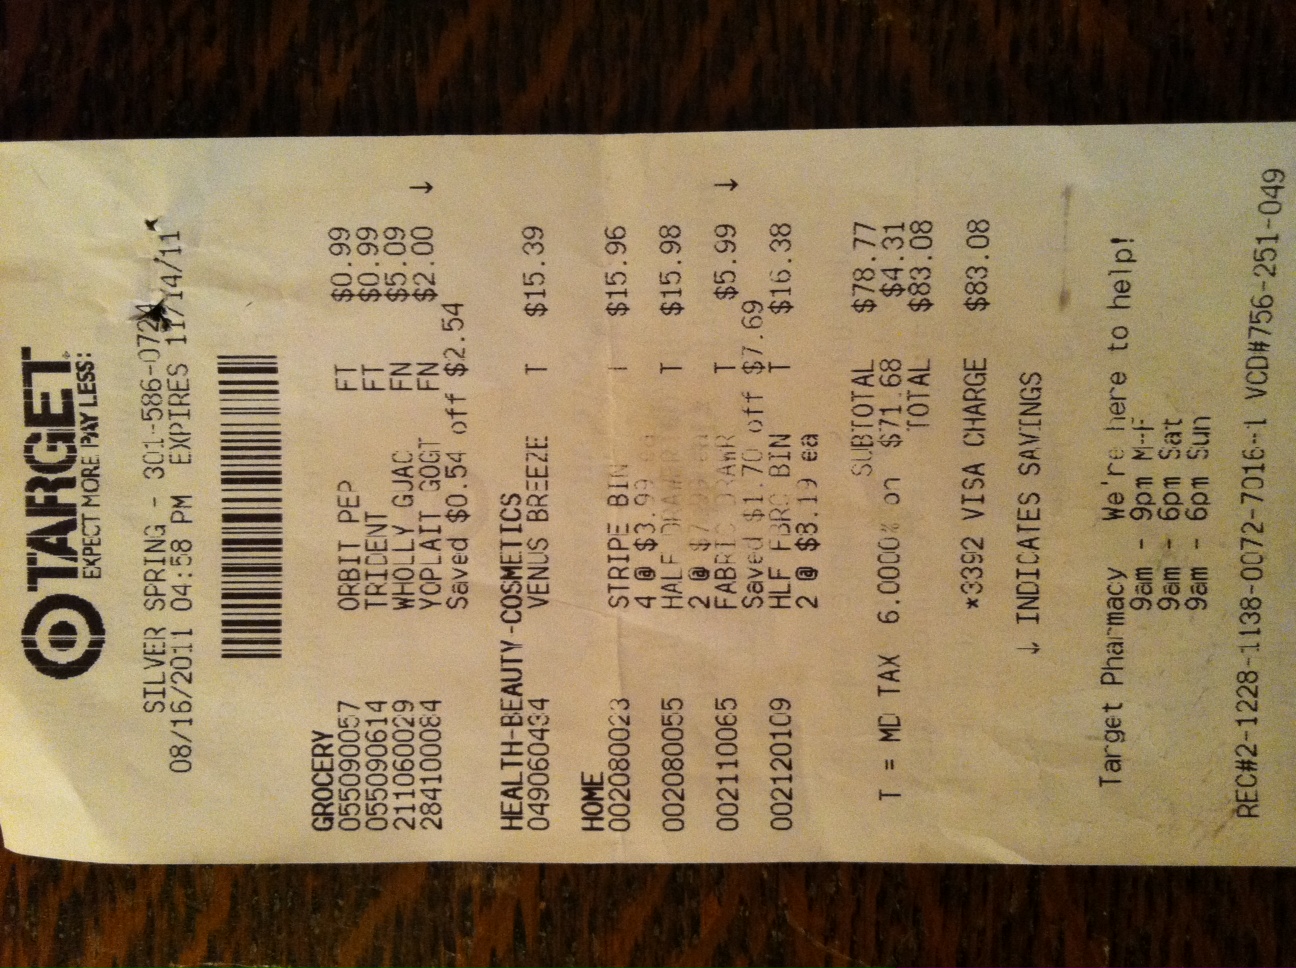 TARGET
EXPECT MORE. PAY LESS.
SILVER SPRING - 301-586-0724
08/16/2011 04:58 PM EXPIRES 11/14/11
GROCERY
055090057 ORBIT PEP FT $0.99
055090614 TRIDENT FT $0.99
211060029 WHOLLY GUAC FN $5.09
284100084 YOPLAIT GOGT FN $2.00 ↓
Saved $0.54 off $2.54
HEALTH-BEAUTY-COSMETICS
049060434 VENUS BREEZE T $15.39
HOME
002080023 STRIPE BIN T $15.96
4 @ $3.99 ea
002080055 HALF DRAWER T $15.98
2 @ $7.99 ea
002110065 FABRIC DRAWR T $5.99 ↓
Saved $1.70 off $7.69
002120109 HLF FBRC BIN T $16.38
2 @ $8.19 ea
SUBTOTAL $78.77
T = MD TAX 6.0000% on $71.68 $4.31
TOTAL $83.08
*3392 VISA CHARGE $83.08
↓ INDICATES SAVINGS
Target Pharmacy We're here to help!
9am - 9pm M-F
9am - 6pm Sat
9am - 6pm Sun
REC#2-1228-1138-0072-7016-1 VCD#756-251-049